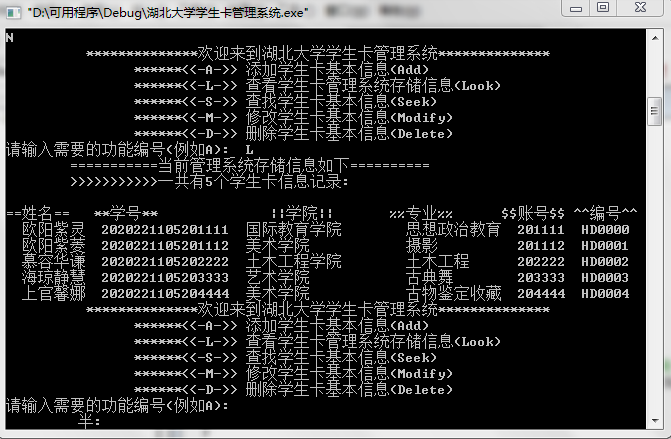 "D:\可用程序\Debug\湖北大学学生卡管理系统.exe"
N
**************欢迎来到湖北大学学生卡管理系统**************
******<<-A->> 添加学生卡基本信息(Add)
******<<-L->> 查看学生卡管理系统存储信息(Look)
******<<-S->> 查找学生卡基本信息(Seek)
******<<-M->> 修改学生卡基本信息(Modify)
******<<-D->> 删除学生卡基本信息(Delete)
请输入需要的功能编号(例如A): L
===========当前管理系统存储信息如下==========
>>>>>>>>>>>一共有5个学生卡信息记录:
==姓名== **学号** ||学院|| %%专业%% $$账号$$ ^^编号^^
欧阳紫灵 2020221105201111 国际教育学院 思想政治教育 201111 HD0000
欧阳紫菱 2020221105201112 美术学院 摄影 201112 HD0001
慕容华谦 2020221105202222 土木工程学院 土木工程 202222 HD0002
海琼静慧 2020221105203333 艺术学院 古典舞 203333 HD0003
上官馨娜 2020221105204444 美术学院 古物鉴定收藏 204444 HD0004
**************欢迎来到湖北大学学生卡管理系统**************
******<<-A->> 添加学生卡基本信息(Add)
******<<-L->> 查看学生卡管理系统存储信息(Look)
******<<-S->> 查找学生卡基本信息(Seek)
******<<-M->> 修改学生卡基本信息(Modify)
******<<-D->> 删除学生卡基本信息(Delete)
请输入需要的功能编号(例如A):
半: